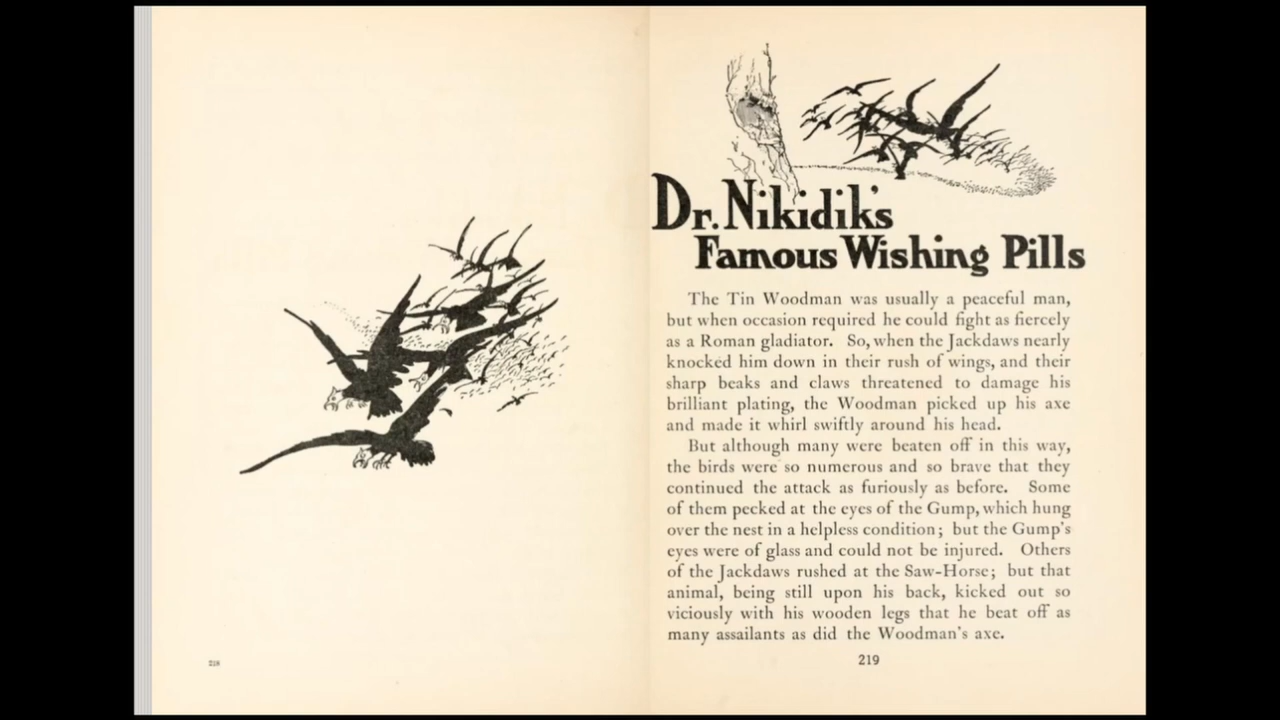 218
Dr. Nikidik's
Famous Wishing Pills
The Tin Woodman was usually a peaceful man,
but when occasion required he could fight as fiercely
as a Roman gladiator. So, when the Jackdaws nearly
knocked him down in their rush of wings, and their
sharp beaks and claws threatened to damage his
brilliant plating, the Woodman picked up his axe
and made it whirl swiftly around his head.
But although many were beaten off in this way,
the birds were so numerous and so brave that they
continued the attack as furiously as before. Some
of them pecked at the eyes of the Gump, which hung
over the nest in a helpless condition; but the Gump's
eyes were of glass and could not be injured. Others
of the Jackdaws rushed at the Saw-Horse; but that
animal, being still upon his back, kicked out so
viciously with his wooden legs that he beat off as
many assailants as did the Woodman's axe.
219